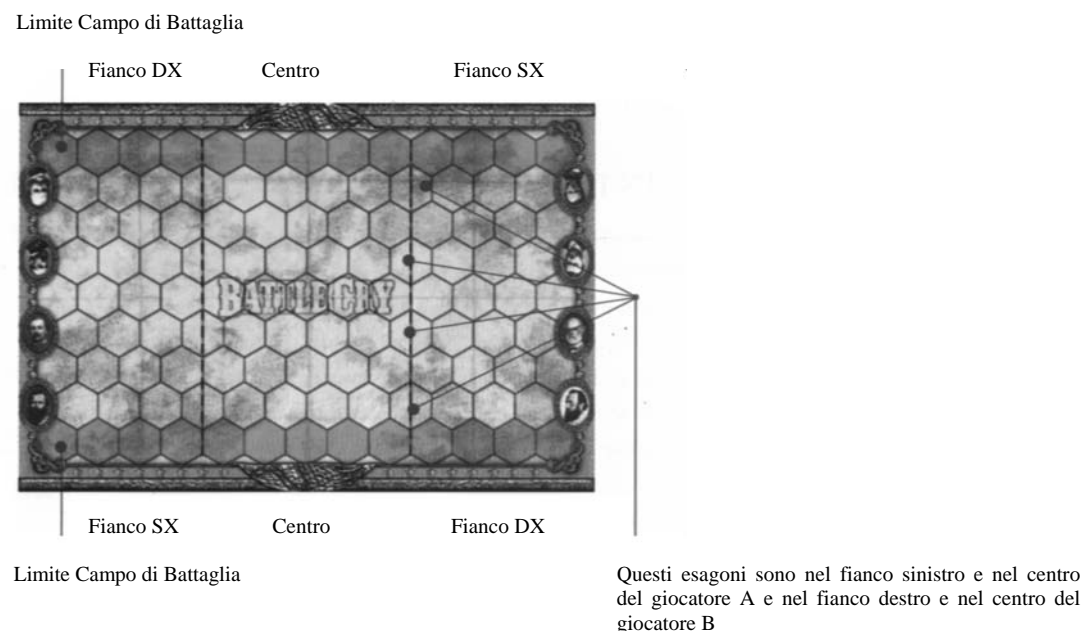 Limite Campo di Battaglia
Fianco DX Centro Fianco SX
BATTLE CRY
Fianco SX Centro Fianco DX
Limite Campo di Battaglia
Questi esagoni sono nel fianco sinistro e nel centro
del giocatore A e nel fianco destro e nel centro del
giocatore B